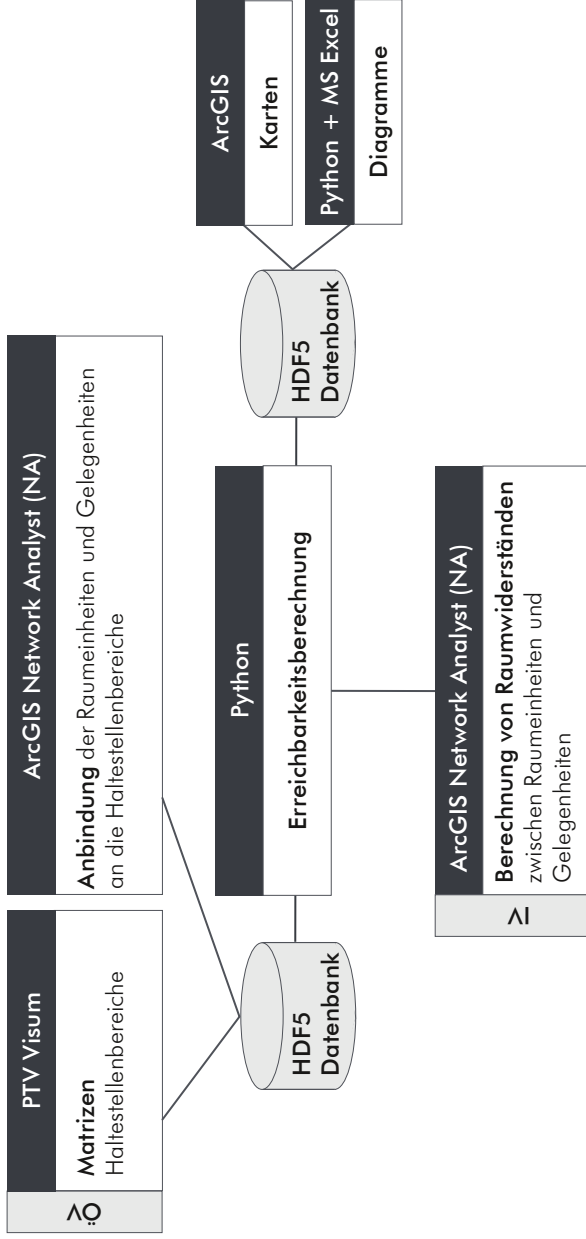 ÖV
PTV Visum
Matrizen
Haltestellenbereiche
ArcGIS Network Analyst (NA)
Anbindung der Raumeinheiten und Gelegenheiten
an die Haltestellenbereiche
HDF5
Datenbank
Python
Erreichbarkeitsberechnung
HDF5
Datenbank
ArcGIS
Karten
Python + MS Excel
Diagramme
IV
ArcGIS Network Analyst (NA)
Berechnung von Raumwiderständen
zwischen Raumeinheiten und
Gelegenheiten